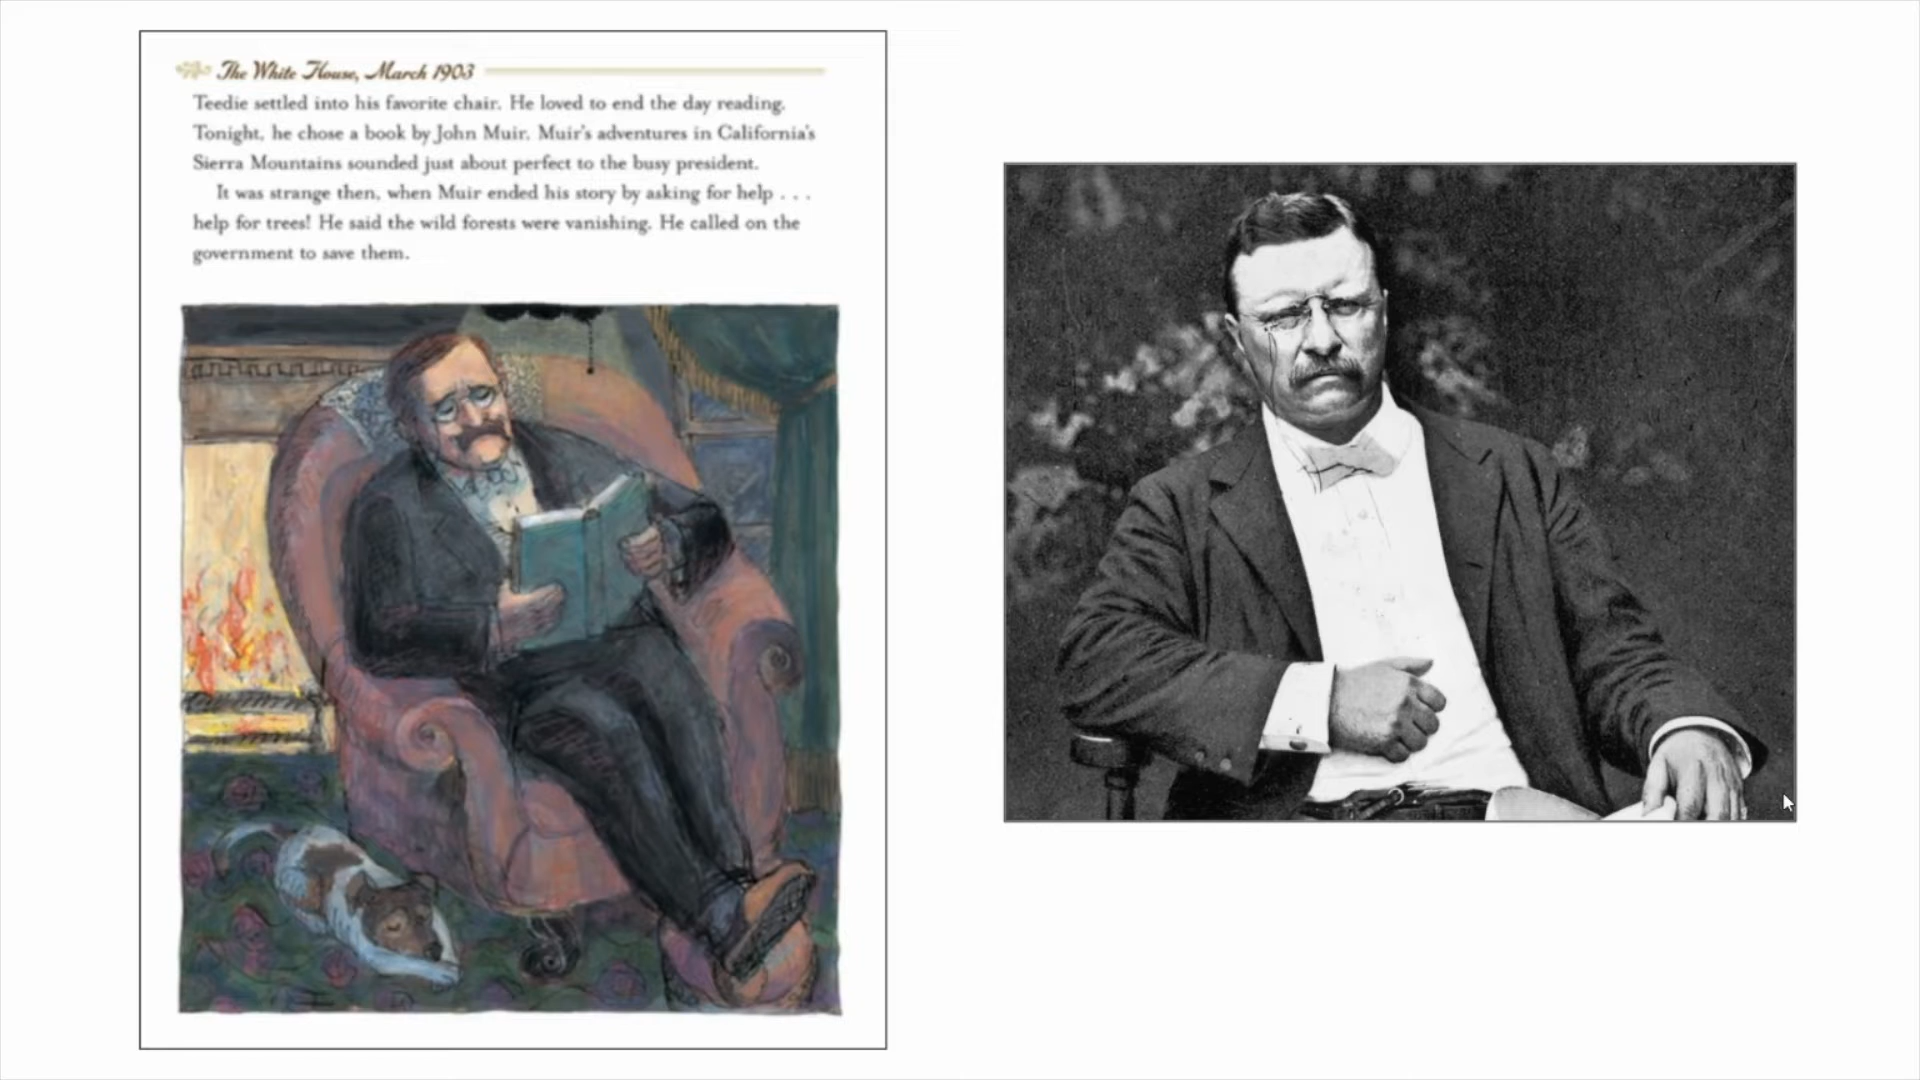 The White House, March 1903
Teedie settled into his favorite chair. He loved to end the day reading.
Tonight, he chose a book by John Muir. Muir's adventures in California's
Sierra Mountains sounded just about perfect to the busy president.
It was strange then, when Muir ended his story by asking for help . . .
help for trees! He said the wild forests were vanishing. He called on the
government to save them.